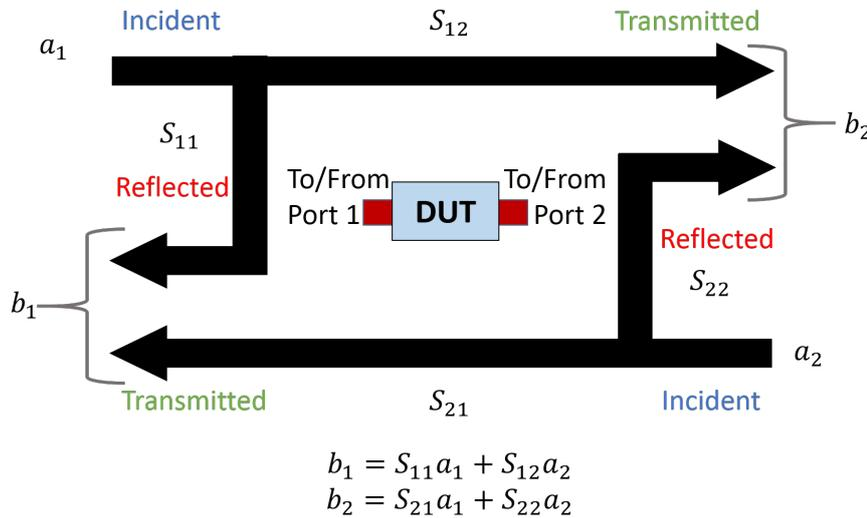 Incident S₁₂ Transmitted
a₁
b₂
S₁₁
Reflected
To/From To/From
Port 1 DUT Port 2
Reflected
S₂₂
b₁
a₂
Transmitted S₂₁ Incident
b₁ = S₁₁a₁ + S₁₂a₂
b₂ = S₂₁a₁ + S₂₂a₂